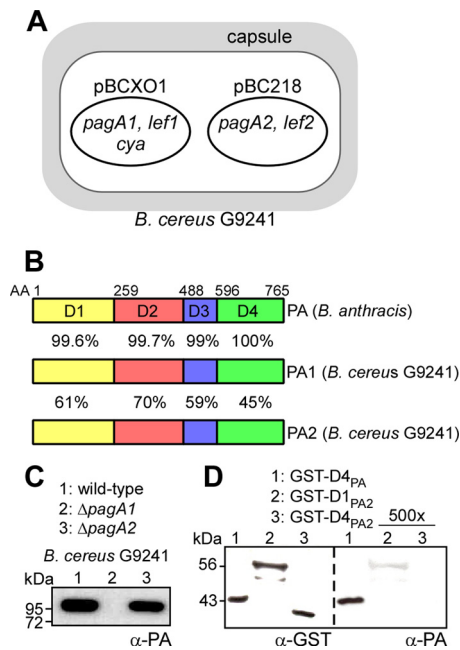 A
capsule
pBCXO1 pBC218
pagA1, lef1 pagA2, lef2
cya
B. cereus G9241
B
AA 1 259 488 596 765
D1 D2 D3 D4 PA (B. anthracis)
99.6% 99.7% 99% 100%
PA1 (B. cereus G9241)
61% 70% 59% 45%
PA2 (B. cereus G9241)
C
1: wild-type
2: ΔpagA1
3: ΔpagA2
B. cereus G9241
kDa 1 2 3
95
72
α-PA
D
1: GST-D4PA
2: GST-D1PA2
3: GST-D4PA2 500x
kDa 1 2 3 1 2 3
56
43
α-GST α-PA